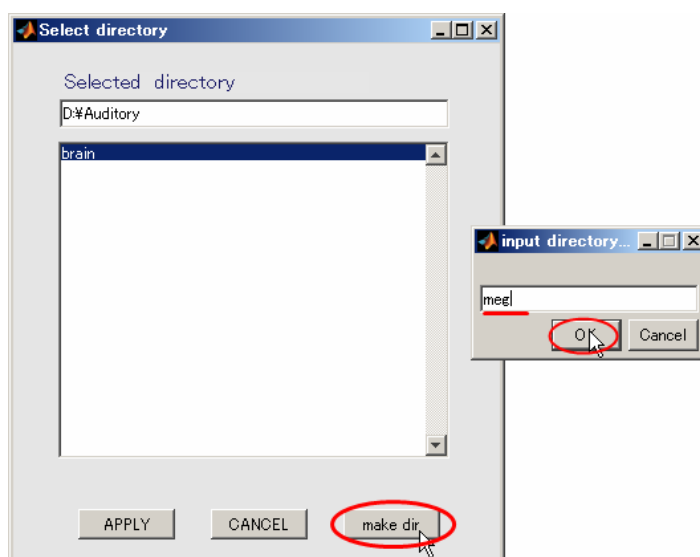 Select directory
Selected directory
D:¥Auditory
brain
APPLY
CANCEL
make dir
input directory...
meg
OK
Cancel